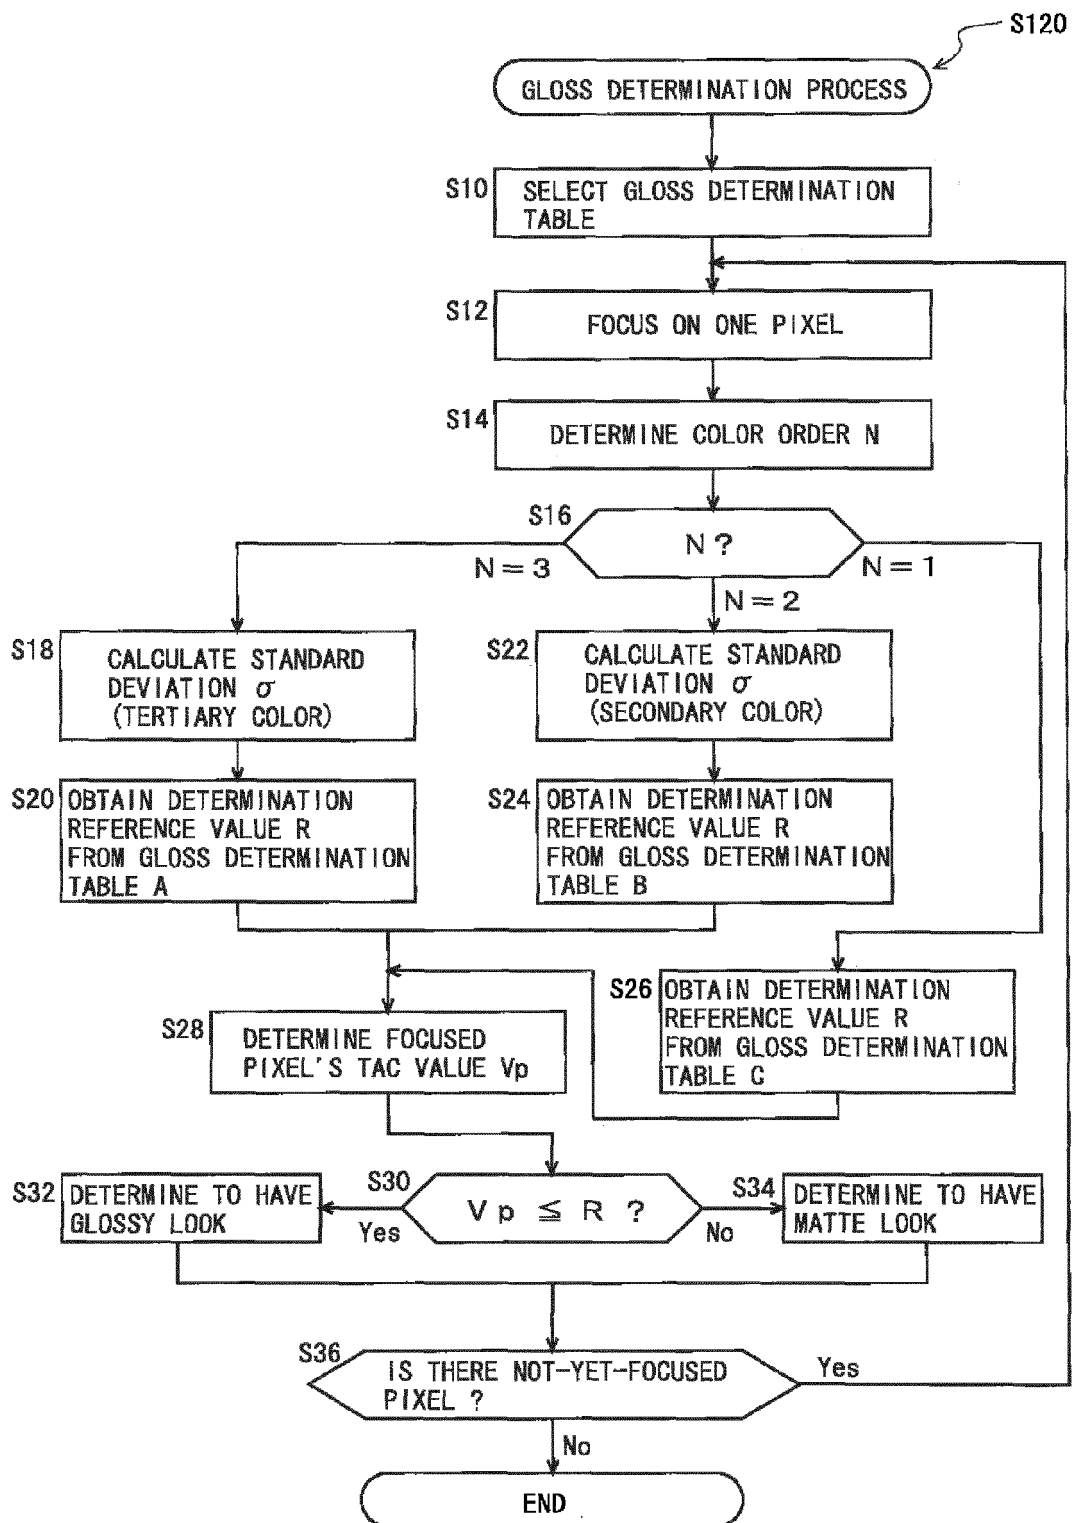 S120
GLOSS DETERMINATION PROCESS
S10
SELECT GLOSS DETERMINATION
TABLE
S12
FOCUS ON ONE PIXEL
S14
DETERMINE COLOR ORDER N
S16
N ?
N=3
N=2
N=1
S18
CALCULATE STANDARD
DEVIATION σ
(TERTIARY COLOR)
S22
CALCULATE STANDARD
DEVIATION σ
(SECONDARY COLOR)
S20
OBTAIN DETERMINATION
REFERENCE VALUE R
FROM GLOSS DETERMINATION
TABLE A
S24
OBTAIN DETERMINATION
REFERENCE VALUE R
FROM GLOSS DETERMINATION
TABLE B
S26
OBTAIN DETERMINATION
REFERENCE VALUE R
FROM GLOSS DETERMINATION
TABLE C
S28
DETERMINE FOCUSED
PIXEL'S TAC VALUE Vp
S30
Vp ≦ R ?
Yes
No
S32
DETERMINE TO HAVE
GLOSSY LOOK
S34
DETERMINE TO HAVE
MATTE LOOK
S36
IS THERE NOT-YET-FOCUSED
PIXEL ?
Yes
No
END